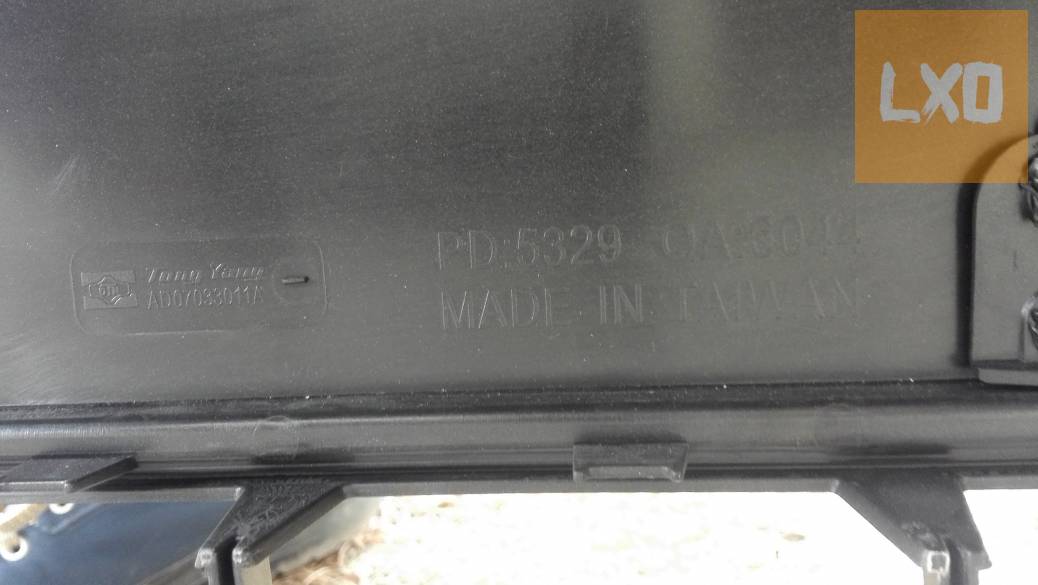 LXO
PD:5329
MADE IN TAIWAN
Tong Yang
AD07033011A